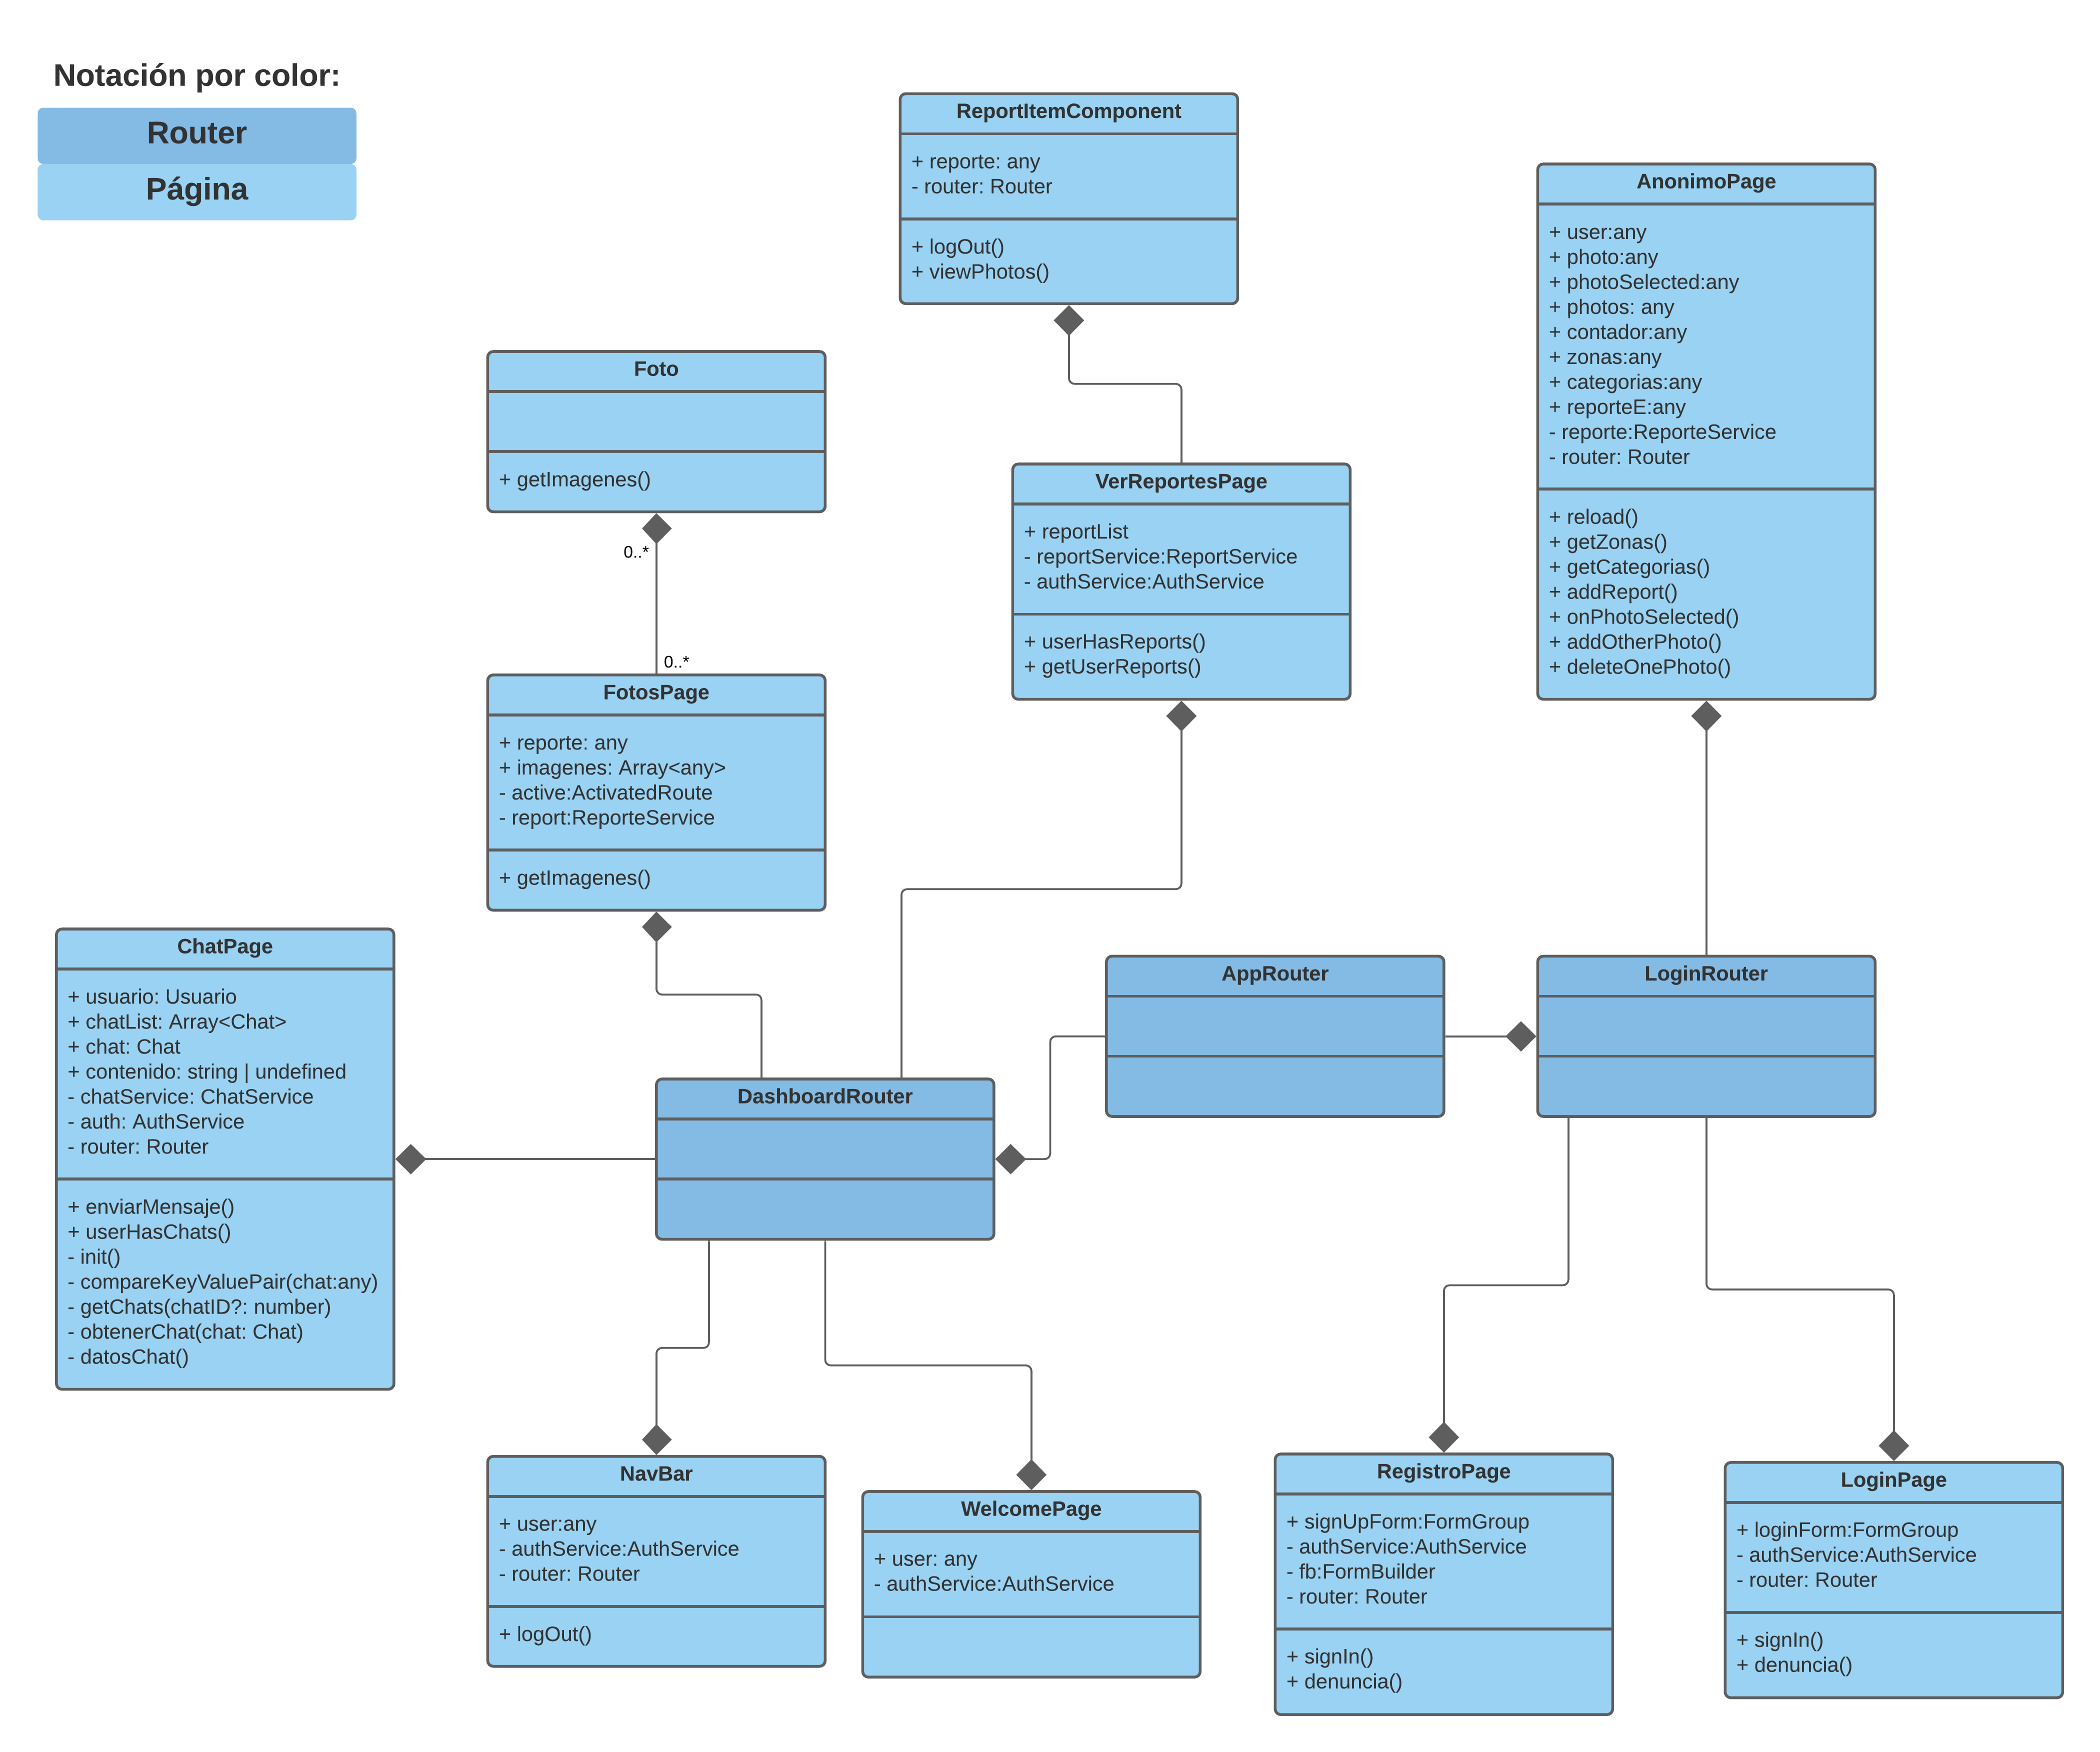 Notación por color:
Router
Página
ReportItemComponent
+ reporte: any
- router: Router
+ logOut()
+ viewPhotos()
AnonimoPage
+ user:any
+ photo:any
+ photoSelected:any
+ photos: any
+ contador:any
+ zonas:any
+ categorias:any
+ reporteE:any
- reporte:ReporteService
- router: Router
+ reload()
+ getZonas()
+ getCategorias()
+ addReport()
+ onPhotoSelected()
+ addOtherPhoto()
+ deleteOnePhoto()
Foto
+ getImagenes()
0..*
0..*
VerReportesPage
+ reportList
- reportService:ReportService
- authService:AuthService
+ userHasReports()
+ getUserReports()
FotosPage
+ reporte: any
+ imagenes: Array<any>
- active:ActivatedRoute
- report:ReporteService
+ getImagenes()
ChatPage
+ usuario: Usuario
+ chatList: Array<Chat>
+ chat: Chat
+ contenido: string | undefined
- chatService: ChatService
- auth: AuthService
- router: Router
+ enviarMensaje()
+ userHasChats()
- init()
- compareKeyValuePair(chat:any)
- getChats(chatID?: number)
- obtenerChat(chat: Chat)
- datosChat()
AppRouter
LoginRouter
DashboardRouter
NavBar
+ user:any
- authService:AuthService
- router: Router
+ logOut()
WelcomePage
+ user: any
- authService:AuthService
RegistroPage
+ signUpForm:FormGroup
- authService:AuthService
- fb:FormBuilder
- router: Router
+ signIn()
+ denuncia()
LoginPage
+ loginForm:FormGroup
- authService:AuthService
- router: Router
+ signIn()
+ denuncia()